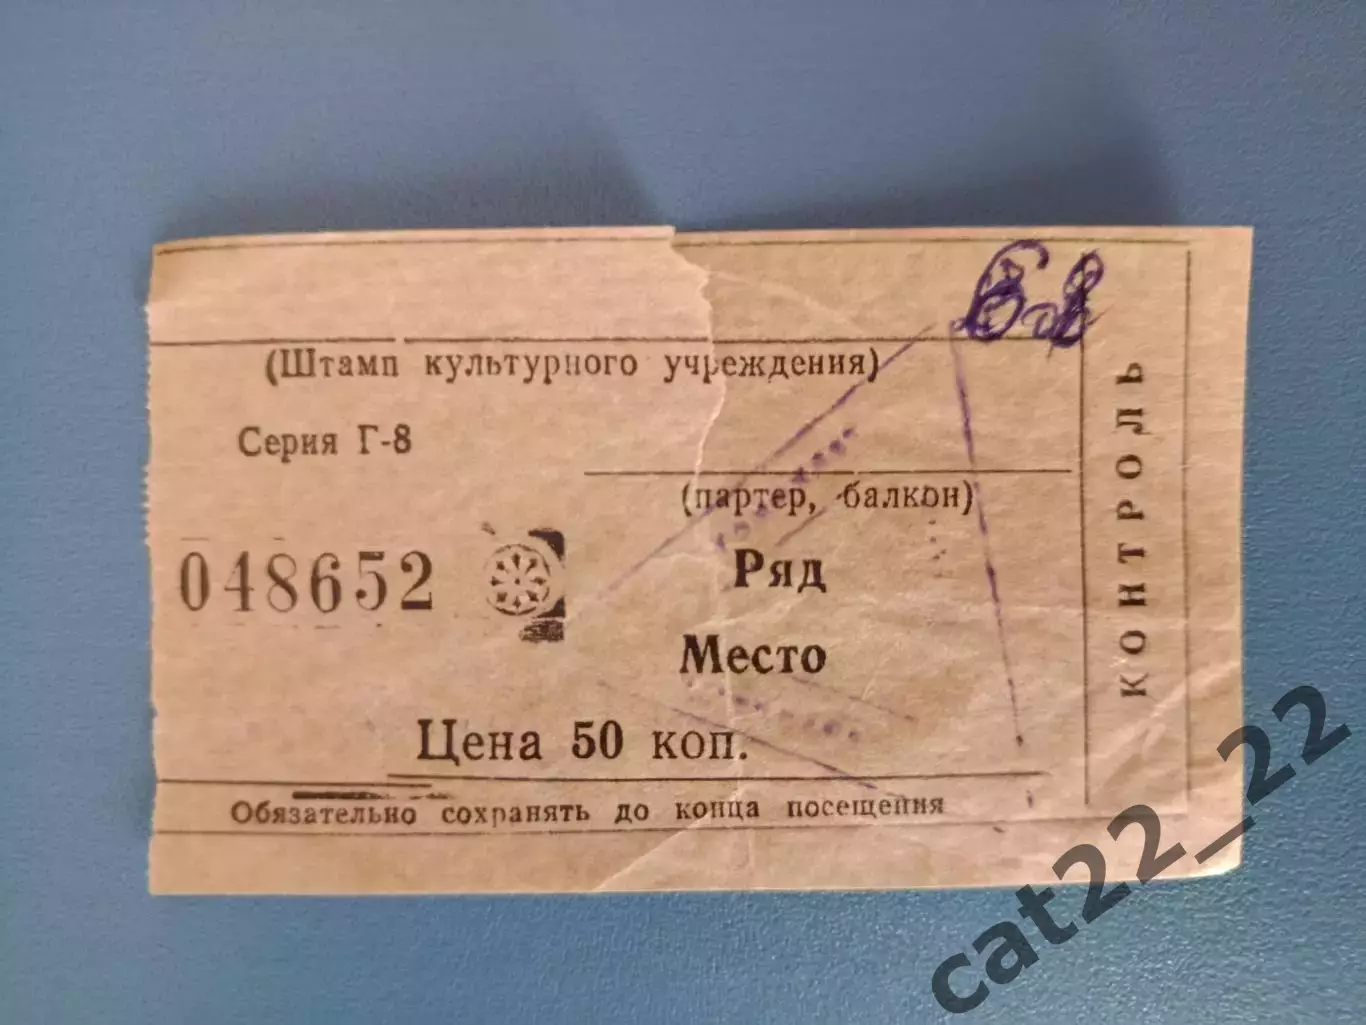 (Штамп культурного учреждения)
Серия Г-8
(партер, балкон)
048652
Ряд
Место
Цена 50 коп.
Обязательно сохранять до конца посещения
КОНТРОЛЬ
cat22_22